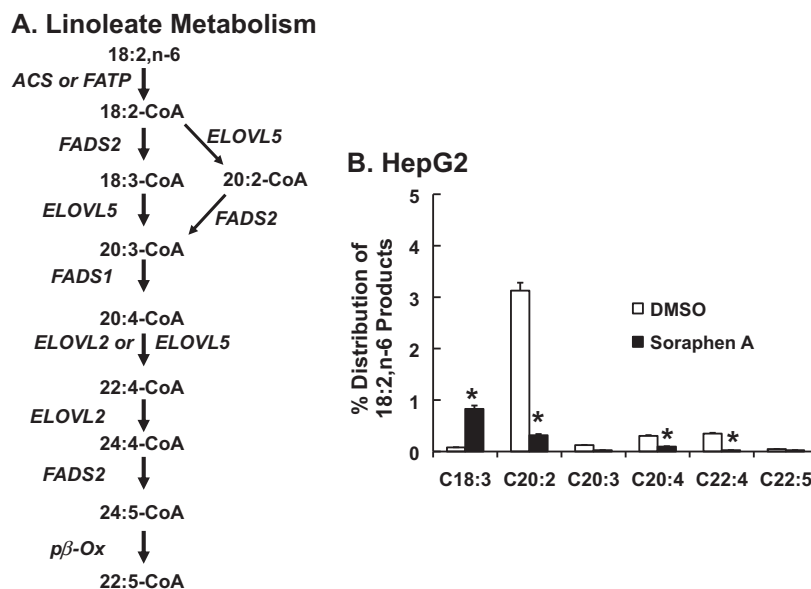 A. Linoleate Metabolism
18:2,n-6
ACS or FATP
18:2-CoA
FADS2
ELOVL5
18:3-CoA
20:2-CoA
ELOVL5
FADS2
20:3-CoA
FADS1
20:4-CoA
ELOVL2 or ELOVL5
22:4-CoA
ELOVL2
24:4-CoA
FADS2
24:5-CoA
pβ-Ox
22:5-CoA
B. HepG2
% Distribution of
18:2,n-6 Products
5
4
3
2
1
0
DMSO
Soraphen A
*
*
*
*
C18:3 C20:2 C20:3 C20:4 C22:4 C22:5